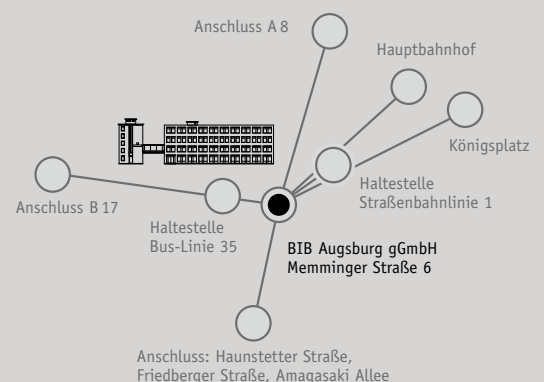 Anschluss A 8
Hauptbahnhof
Königsplatz
Haltestelle
Straßenbahnlinie 1
Anschluss B 17
Haltestelle
Bus-Linie 35
BIB Augsburg gGmbH
Memminger Straße 6
Anschluss: Haunstetter Straße,
Friedberger Straße, Amagasaki Allee